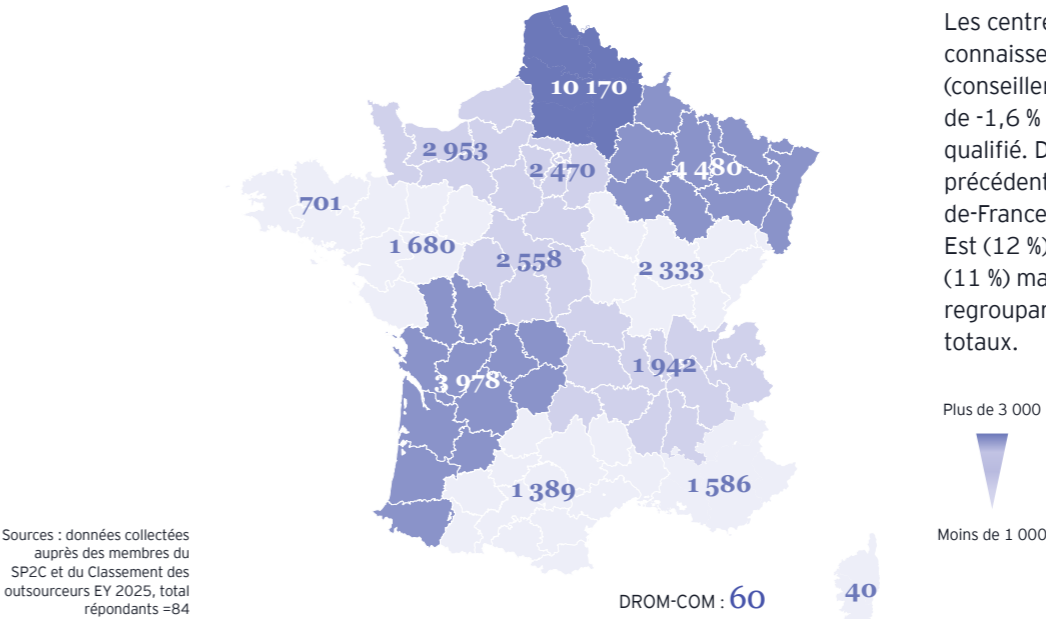 10 170
2 953
2 470
4 480
701
1 680
2 558
2 333
3 978
1 942
1 389
1 586
40
DROM-COM : 60
Les centre
connaisse
(conseiller
de -1,6 %
qualifié. D
précédent
de-France
Est (12 %)
(11 %) ma
regroupar
totaux.
Plus de 3 000
Moins de 1 000
Sources : données collectées
auprès des membres du
SP2C et du Classement des
outsourceurs EY 2025, total
répondants =84